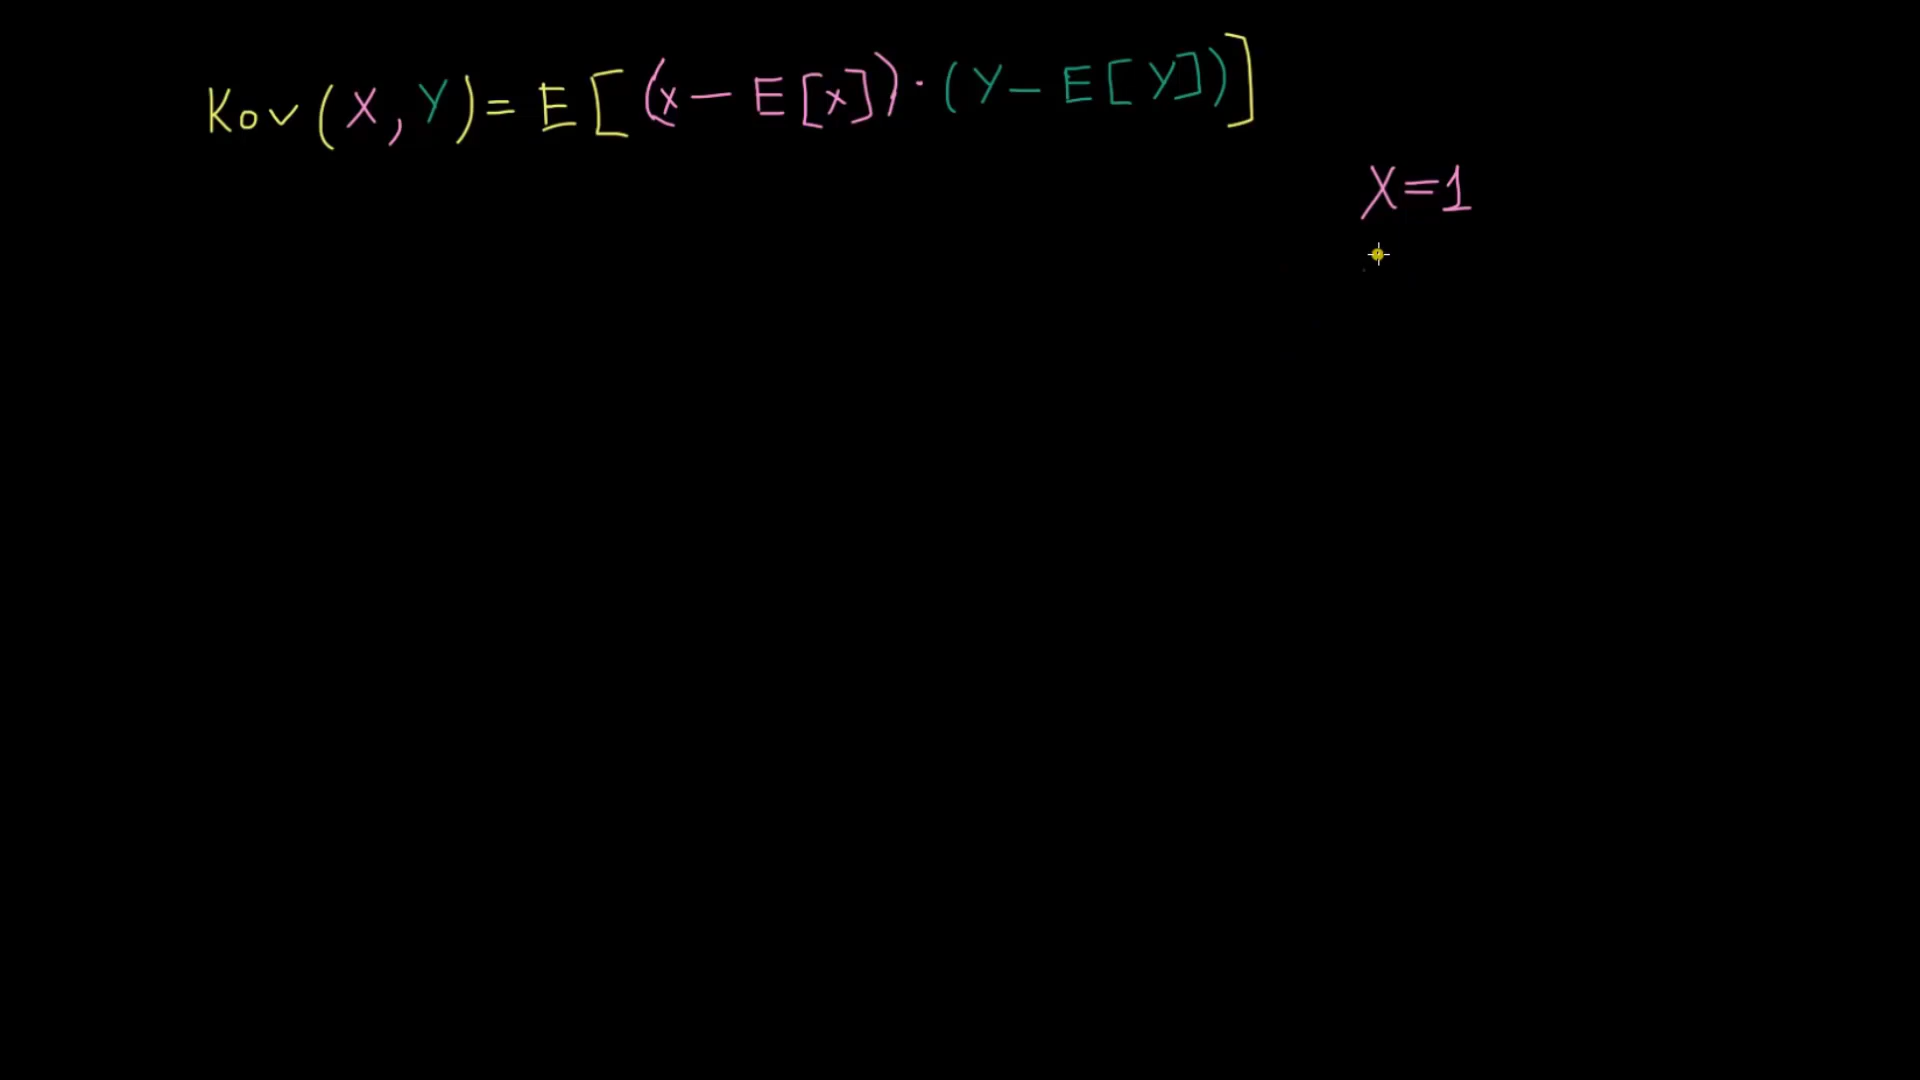 Kov(X, Y) = E[(x - E[x]) · (Y - E[Y])]
X=1